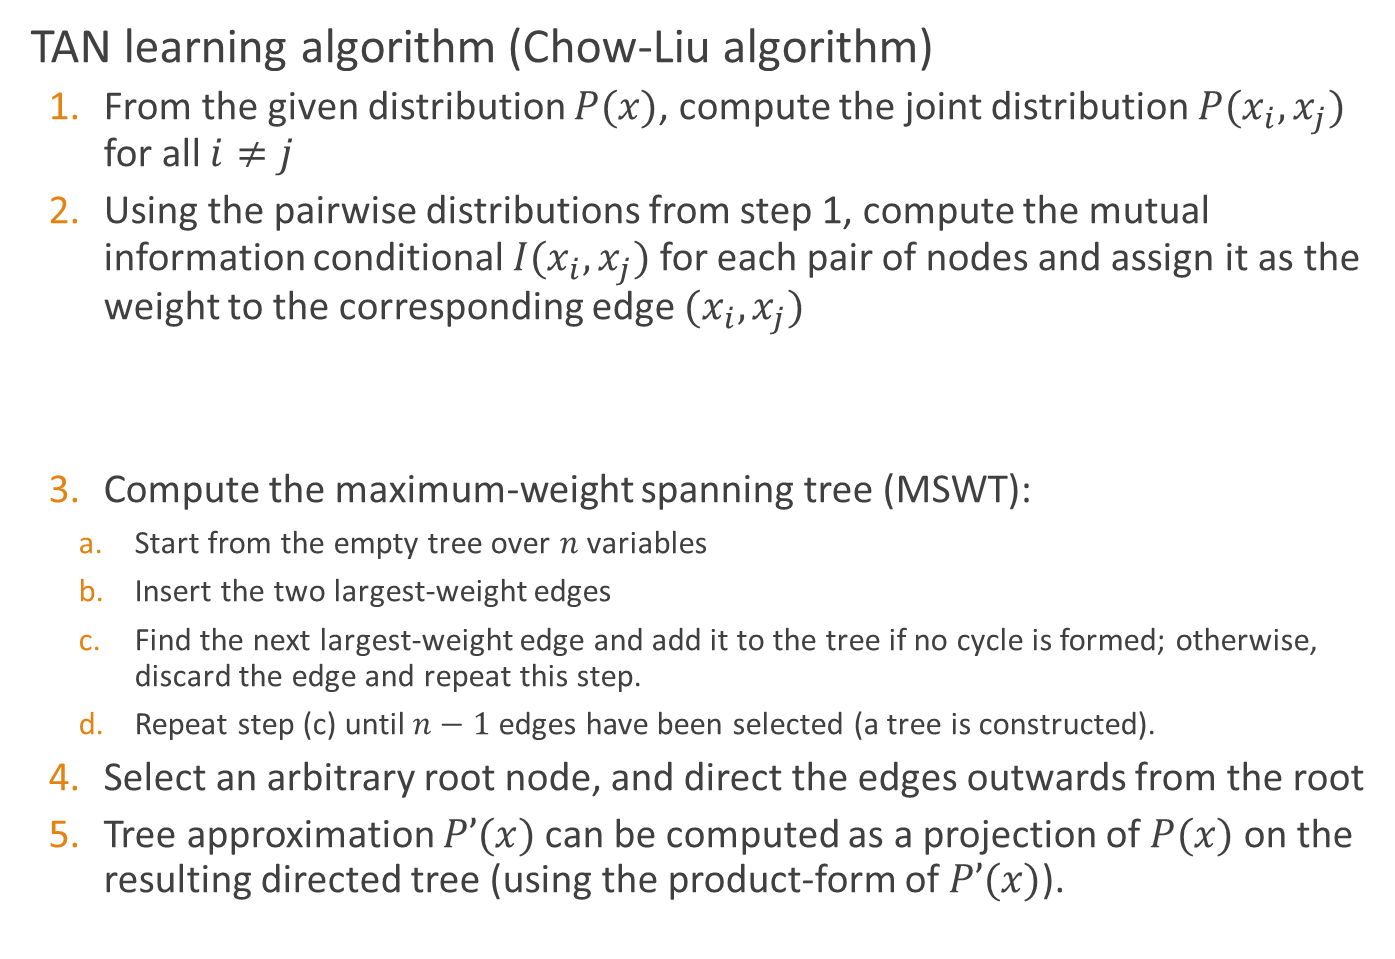 TAN learning algorithm (Chow-Liu algorithm)
1. From the given distribution P(x), compute the joint distribution P(xᵢ, xⱼ)
for all i ≠ j
2. Using the pairwise distributions from step 1, compute the mutual
information conditional I(xᵢ, xⱼ) for each pair of nodes and assign it as the
weight to the corresponding edge (xᵢ, xⱼ)
3. Compute the maximum-weight spanning tree (MSWT):
a. Start from the empty tree over n variables
b. Insert the two largest-weight edges
c. Find the next largest-weight edge and add it to the tree if no cycle is formed; otherwise,
discard the edge and repeat this step.
d. Repeat step (c) until n − 1 edges have been selected (a tree is constructed).
4. Select an arbitrary root node, and direct the edges outwards from the root
5. Tree approximation P’(x) can be computed as a projection of P(x) on the
resulting directed tree (using the product-form of P’(x)).